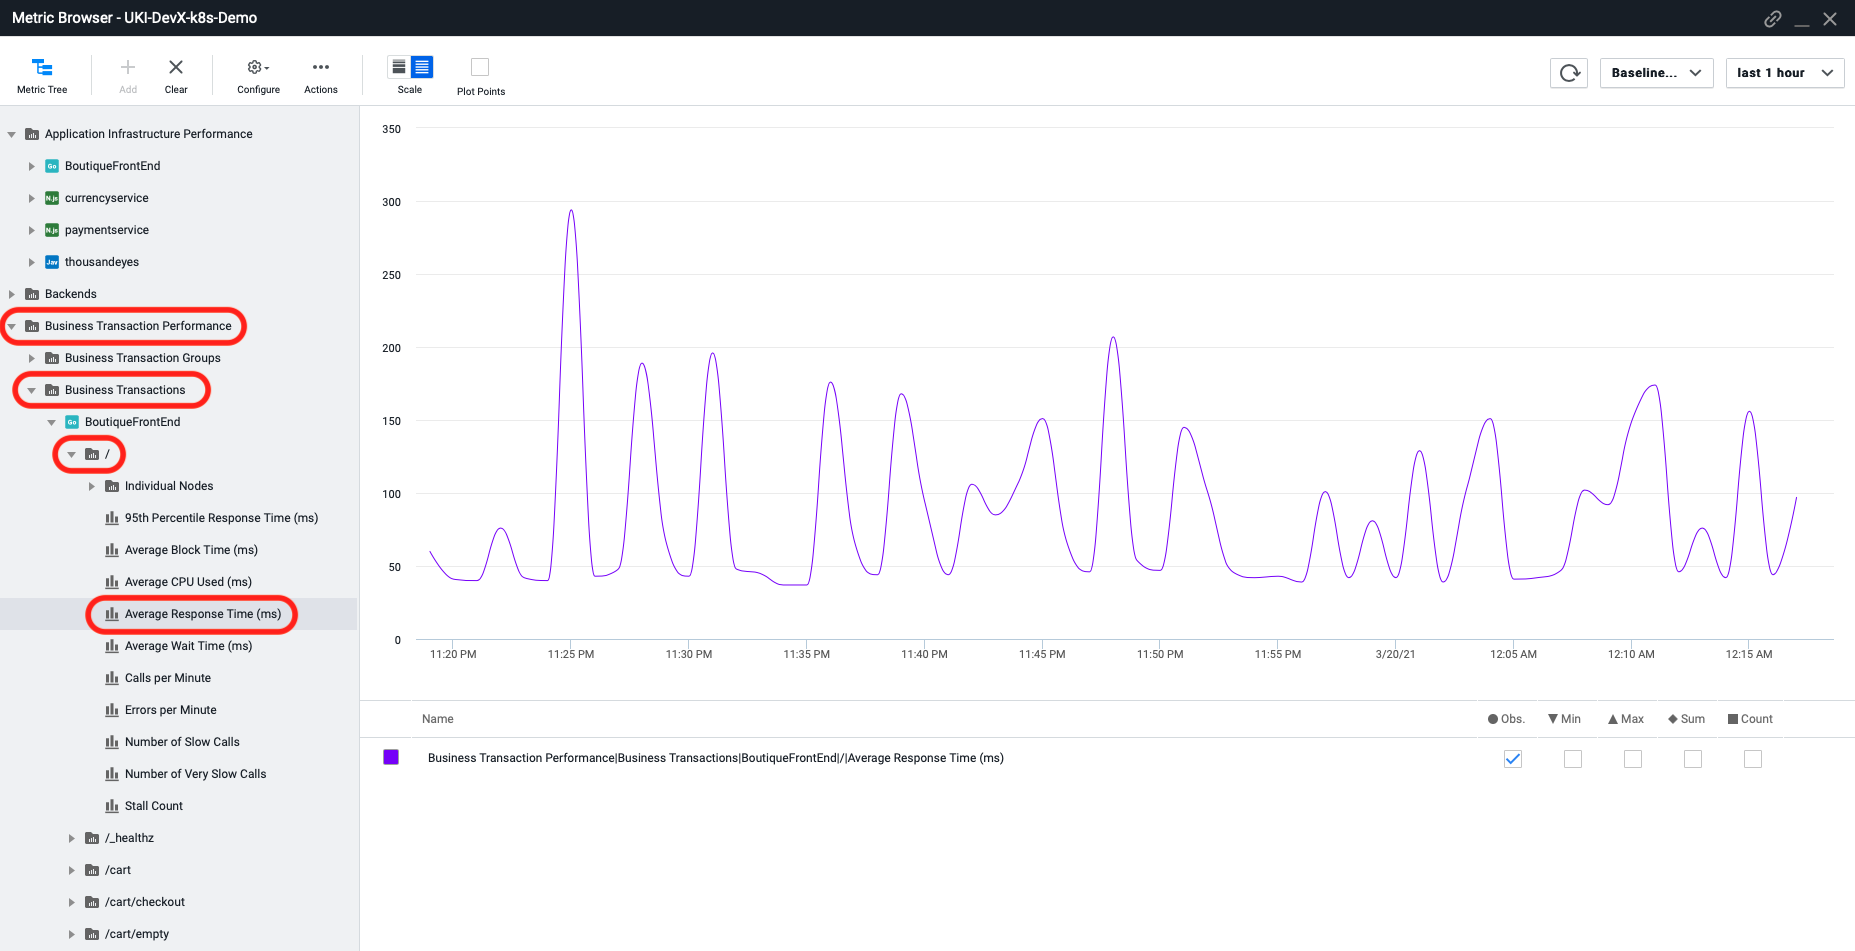 Metric Browser - UKI-DevX-k8s-Demo
Metric Tree
Add
Clear
Configure
Actions
Scale
Plot Points
Baseline...
last 1 hour
Application Infrastructure Performance
Go BoutiqueFrontEnd
N.js currencyservice
N.js paymentservice
Jav thousandeyes
Backends
Business Transaction Performance
Business Transaction Groups
Business Transactions
Go BoutiqueFrontEnd
/
Individual Nodes
95th Percentile Response Time (ms)
Average Block Time (ms)
Average CPU Used (ms)
Average Response Time (ms)
Average Wait Time (ms)
Calls per Minute
Errors per Minute
Number of Slow Calls
Number of Very Slow Calls
Stall Count
/_healthz
/cart
/cart/checkout
/cart/empty
350
300
250
200
150
100
50
0
11:20 PM 11:25 PM 11:30 PM 11:35 PM 11:40 PM 11:45 PM 11:50 PM 11:55 PM 3/20/21 12:05 AM 12:10 AM 12:15 AM
Name Obs. Min Max Sum Count
Business Transaction Performance|Business Transactions|BoutiqueFrontEnd|/|Average Response Time (ms)